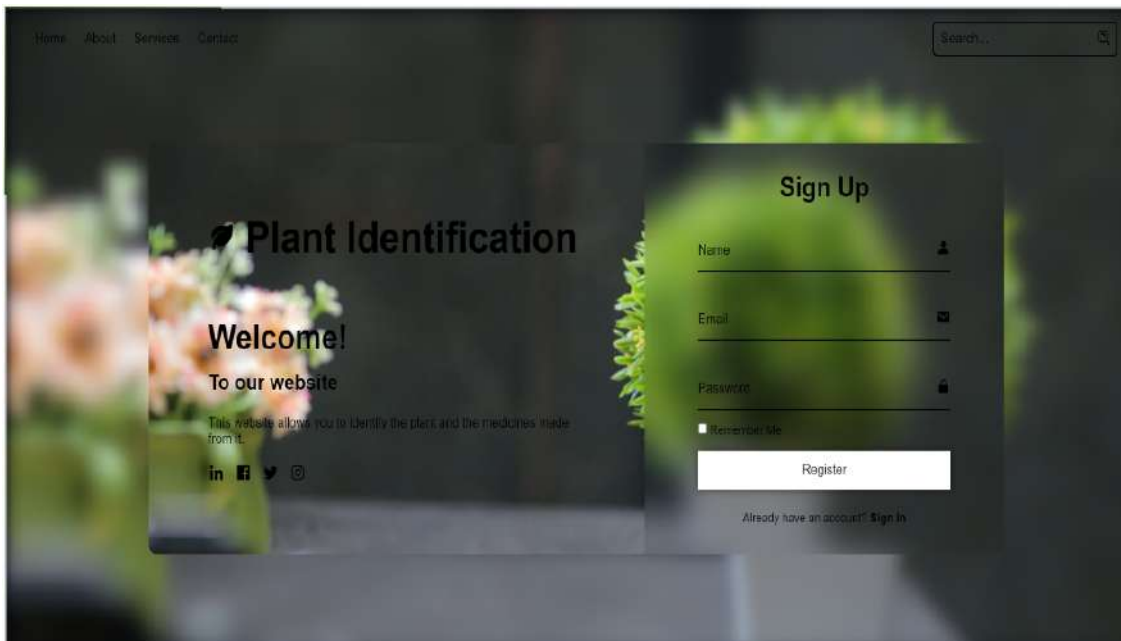 Home About Services Contact
Search...
Plant Identification
Welcome!
To our website
This website allows you to identify the plant and the medicines made
from it.
in
Sign Up
Name
Email
Password
Remember Me
Register
Already have an account? Sign In